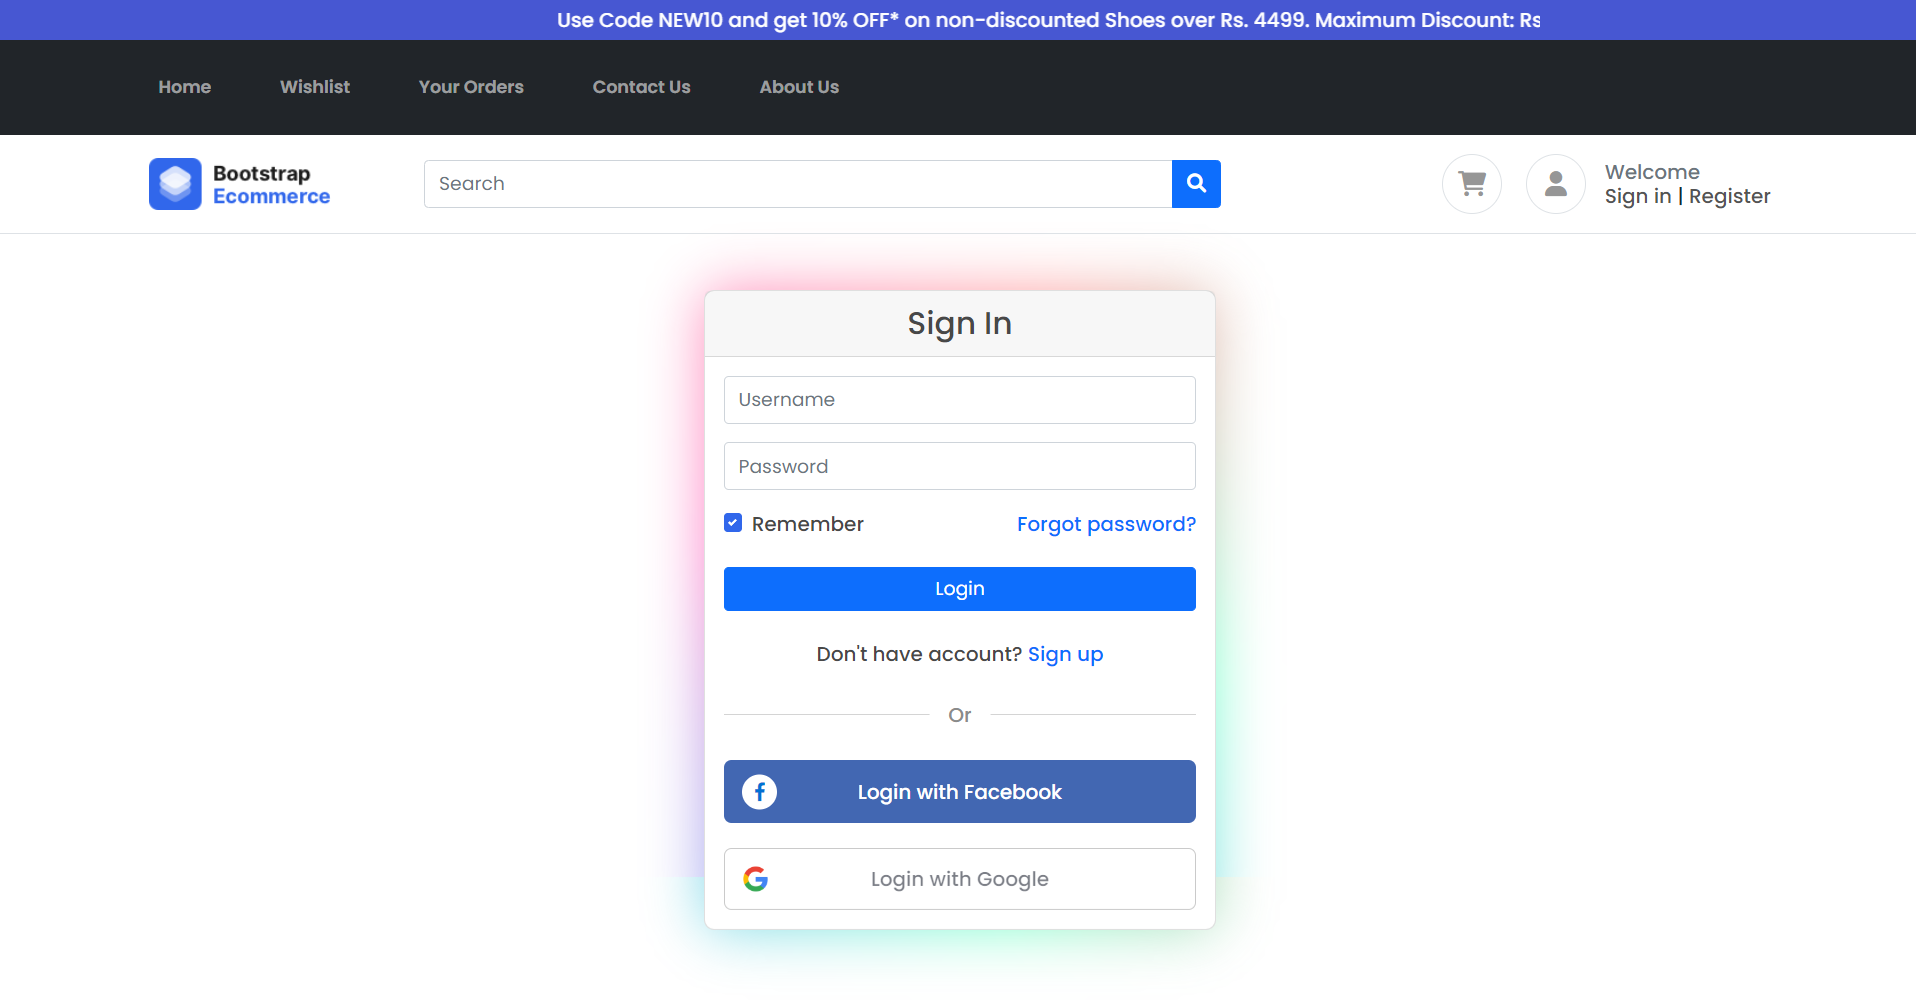 Use Code NEW10 and get 10% OFF* on non-discounted Shoes over Rs. 4499. Maximum Discount: Rs
Home Wishlist Your Orders Contact Us About Us
Bootstrap
Ecommerce
Search
Welcome
Sign in | Register
Sign In
Username
Password
Remember Forgot password?
Login
Don't have account? Sign up
Or
Login with Facebook
Login with Google